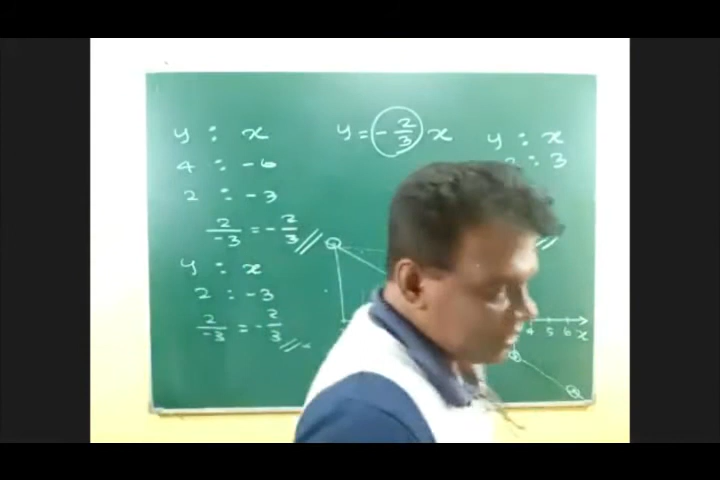 y : x
4 : -6
2 : -3
2/-3 = -2/3
y : x
2 : -3
2/-3 = -2/3
y = -2/3 x
y : x
: 3
4 5 6 x